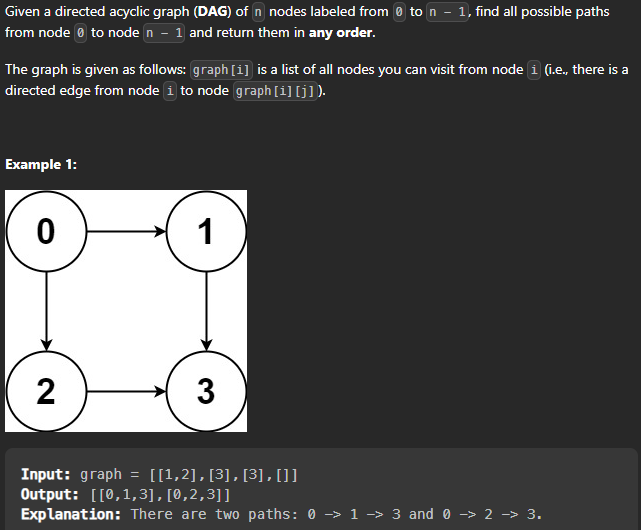 Given a directed acyclic graph (DAG) of n nodes labeled from 0 to n - 1, find all possible paths
from node 0 to node n - 1 and return them in any order.
The graph is given as follows: graph[i] is a list of all nodes you can visit from node i (i.e., there is a
directed edge from node i to node graph[i][j]).
Example 1:
0 1
2 3
Input: graph = [[1,2],[3],[3],[]]
Output: [[0,1,3],[0,2,3]]
Explanation: There are two paths: 0 -> 1 -> 3 and 0 -> 2 -> 3.